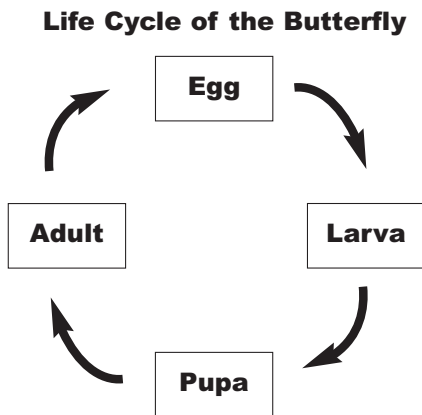 Life Cycle of the Butterfly
Egg
Adult
Larva
Pupa